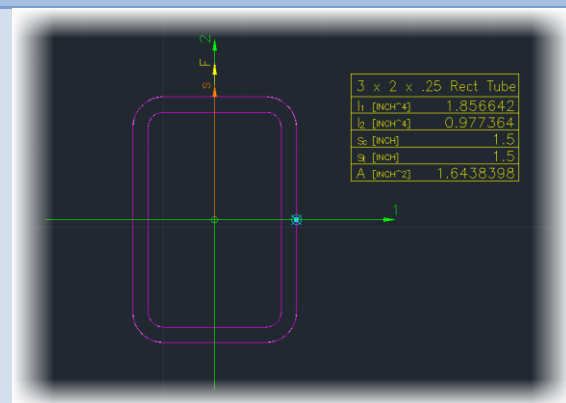 2
F
S
1
3 x 2 x .25 Rect Tube
I₁ [INCH^4] 1.856642
I₂ [INCH^4] 0.977364
Sc [INCH] 1.5
St [INCH] 1.5
A [INCH^2] 1.6438398